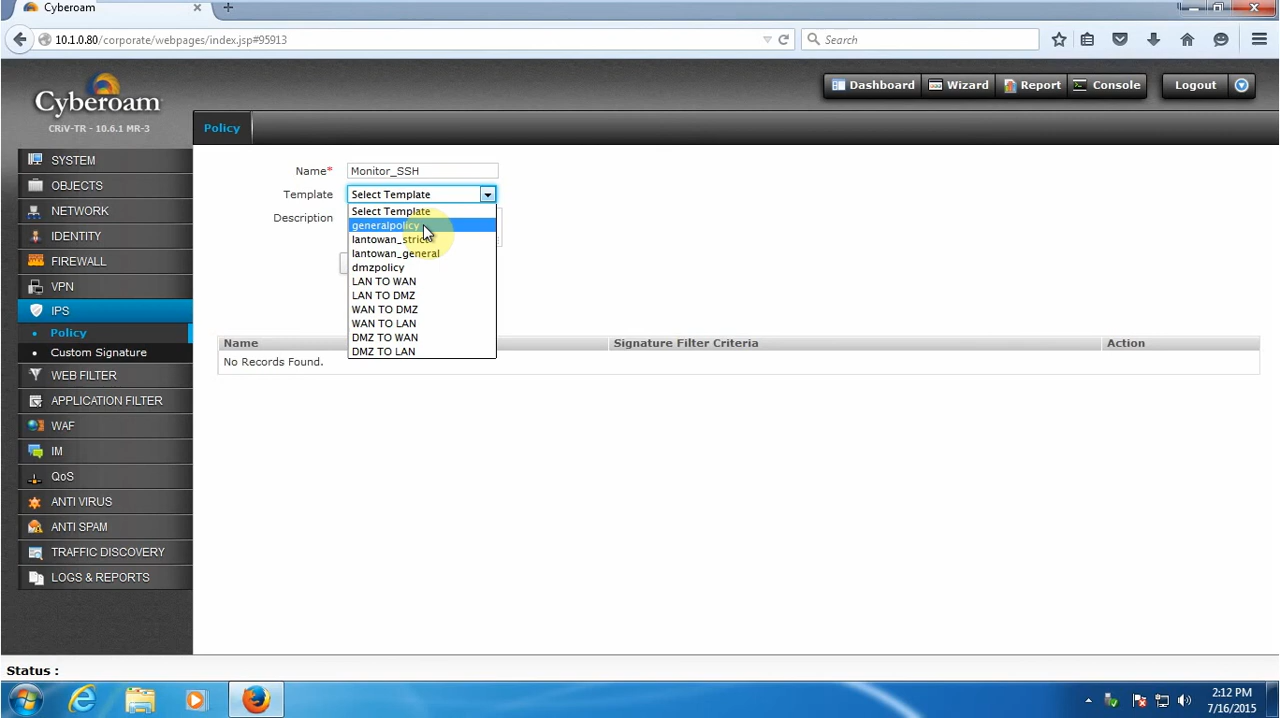 Cyberoam
10.1.0.80/corporate/webpages/index.jsp#95913
Search
Cyberoam
CRiV-TR - 10.6.1 MR-3
Dashboard
Wizard
Report
Console
Logout
Policy
SYSTEM
OBJECTS
NETWORK
IDENTITY
FIREWALL
VPN
IPS
Policy
Custom Signature
WEB FILTER
APPLICATION FILTER
WAF
IM
QoS
ANTI VIRUS
ANTI SPAM
TRAFFIC DISCOVERY
LOGS & REPORTS
Name* Monitor_SSH
Template Select Template
Description
Select Template
generalpolicy
lantowan_strict
lantowan_general
dmzpolicy
LAN TO WAN
LAN TO DMZ
WAN TO DMZ
WAN TO LAN
DMZ TO WAN
DMZ TO LAN
Name Signature Filter Criteria Action
No Records Found.
Status :
2:12 PM
7/16/2015